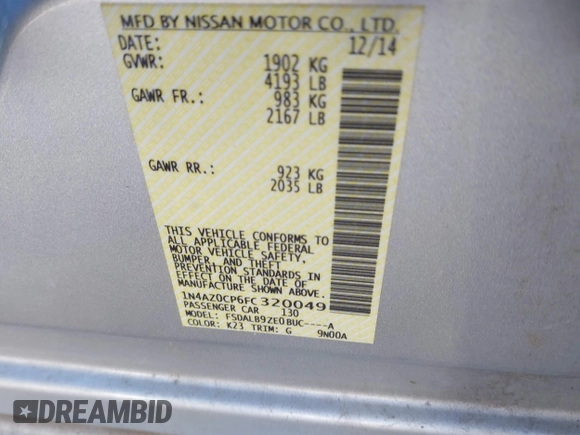 MFD BY NISSAN MOTOR CO., LTD.
DATE: 12/14
GVWR: 1902 KG
4193 LB
GAWR FR.: 983 KG
2167 LB
GAWR RR.: 923 KG
2035 LB
THIS VEHICLE CONFORMS TO
ALL APPLICABLE FEDERAL
MOTOR VEHICLE SAFETY,
BUMPER, AND THEFT
PREVENTION STANDARDS IN
EFFECT ON THE DATE OF
MANUFACTURE SHOWN ABOVE.
1N4AZ0CP6FC320049
PASSENGER CAR 130
MODEL: FSDALB9ZE0BUC----A
COLOR: K23 TRIM: G 9N00A
DREAMBID